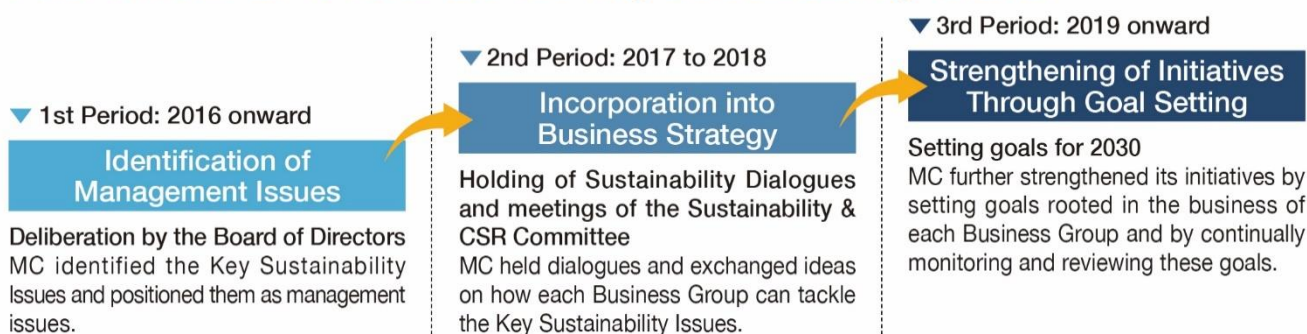 ▼ 1st Period: 2016 onward
Identification of
Management Issues
Deliberation by the Board of Directors
MC identified the Key Sustainability
Issues and positioned them as management
issues.
▼ 2nd Period: 2017 to 2018
Incorporation into
Business Strategy
Holding of Sustainability Dialogues
and meetings of the Sustainability &
CSR Committee
MC held dialogues and exchanged ideas
on how each Business Group can tackle
the Key Sustainability Issues.
▼ 3rd Period: 2019 onward
Strengthening of Initiatives
Through Goal Setting
Setting goals for 2030
MC further strengthened its initiatives by
setting goals rooted in the business of
each Business Group and by continually
monitoring and reviewing these goals.